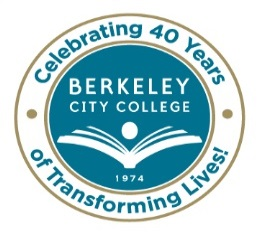 Celebrating 40 Years
BERKELEY
CITY COLLEGE
1974
of Transforming Lives!